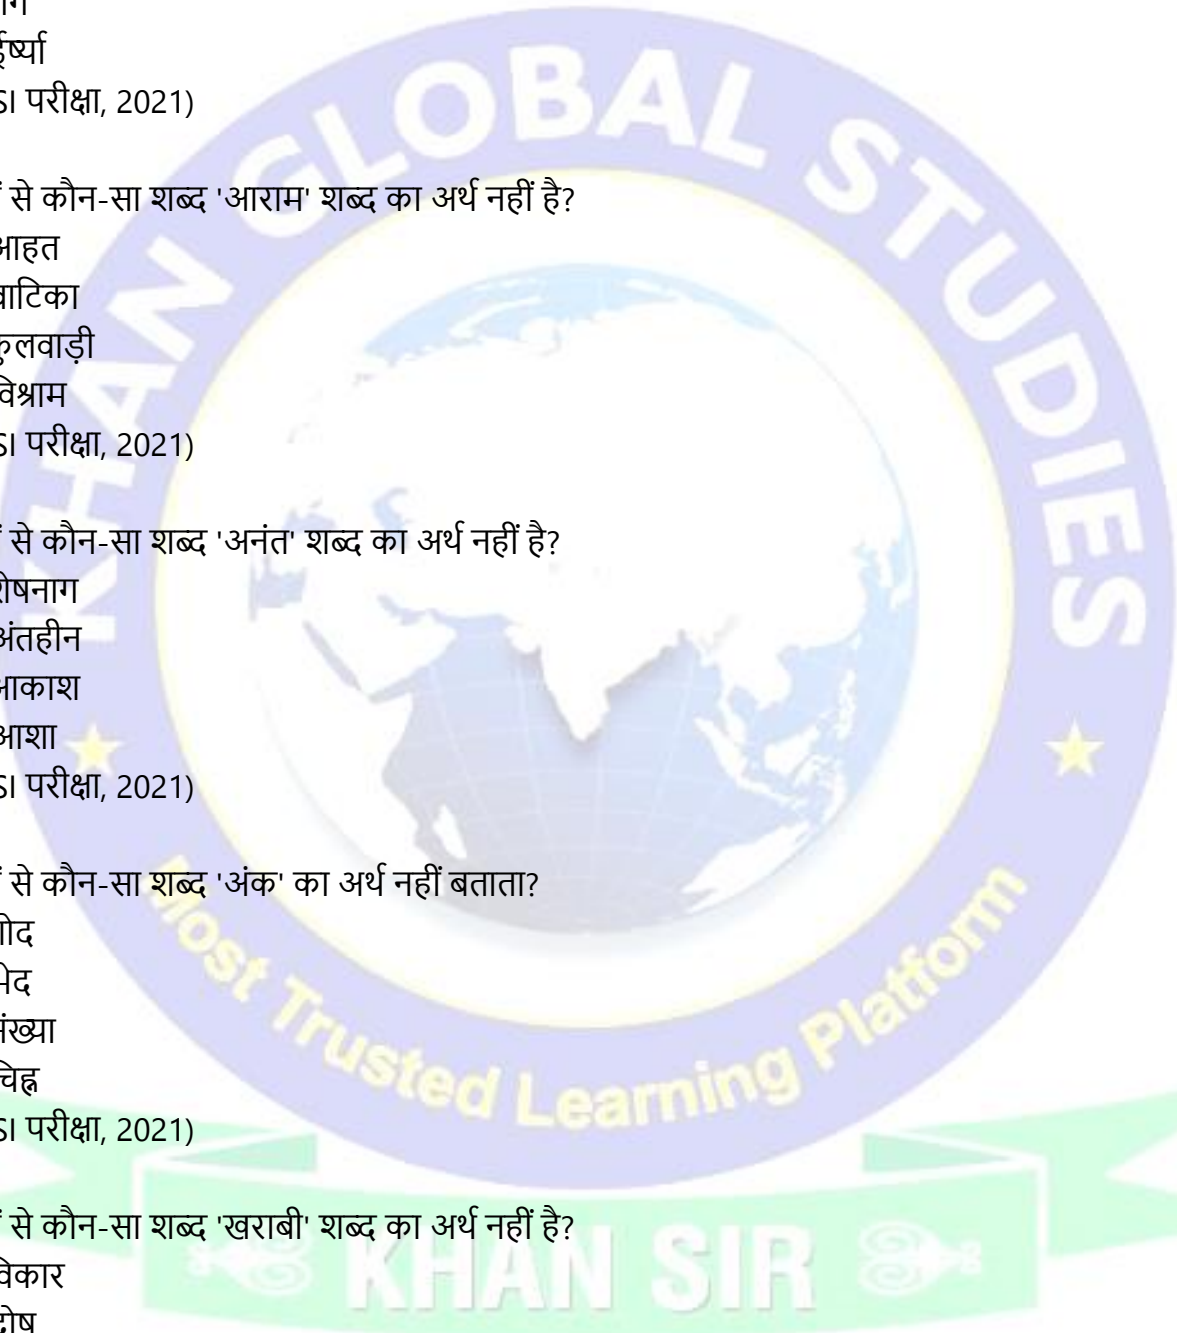 ईर्ष्या
SI परीक्षा, 2021)
से कौन-सा शब्द 'आराम' शब्द का अर्थ नहीं है?
आहत
वाटिका
फुलवाड़ी
विश्राम
SI परीक्षा, 2021)
से कौन-सा शब्द 'अनंत' शब्द का अर्थ नहीं है?
शेषनाग
अंतहीन
आकाश
आशा
SI परीक्षा, 2021)
से कौन-सा शब्द 'अंक' का अर्थ नहीं बताता?
गोद
भेद
संख्या
चिह्न
SI परीक्षा, 2021)
से कौन-सा शब्द 'खराबी' शब्द का अर्थ नहीं है?
विकार
दोष
KHAN GLOBAL STUDIES
Most Trusted Learning Platform
KHAN SIR